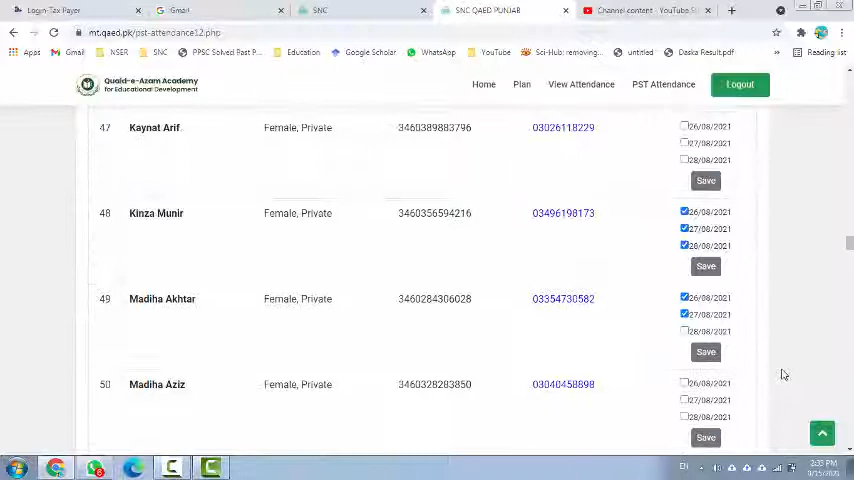 Login-Tax Payer
Gmail
SNC
SNC QAED PUNJAB
Channel content - YouTube S
mt.qaed.pk/pst-attendance12.php
Apps Gmail NSER SNC PPSC Solved Past P... Education Google Scholar WhatsApp YouTube Sci-Hub: removing... untitled Daska Result.pdf » Reading list
Quaid-e-Azam Academy
for Educational Development
Home Plan View Attendance PST Attendance Logout
47 Kaynat Arif Female, Private 3460389883796 03026118229 26/08/2021
27/08/2021
28/08/2021
Save
48 Kinza Munir Female, Private 3460356594216 03496198173 26/08/2021
27/08/2021
28/08/2021
Save
49 Madiha Akhtar Female, Private 3460284306028 03354730582 26/08/2021
27/08/2021
28/08/2021
Save
50 Madiha Aziz Female, Private 3460328283850 03040458898 26/08/2021
27/08/2021
28/08/2021
Save
EN
2:33 PM